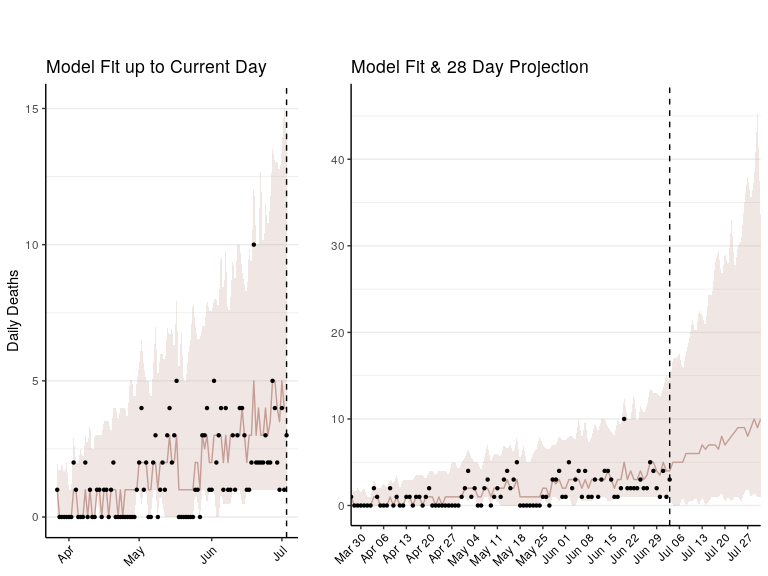 Model Fit up to Current Day
Model Fit & 28 Day Projection
Daily Deaths
15
10
5
0
Apr
May
Jun
Jul
40
30
20
10
0
Mar 30
Apr 06
Apr 13
Apr 20
Apr 27
May 04
May 11
May 18
May 25
Jun 01
Jun 08
Jun 15
Jun 22
Jun 29
Jul 06
Jul 13
Jul 20
Jul 27